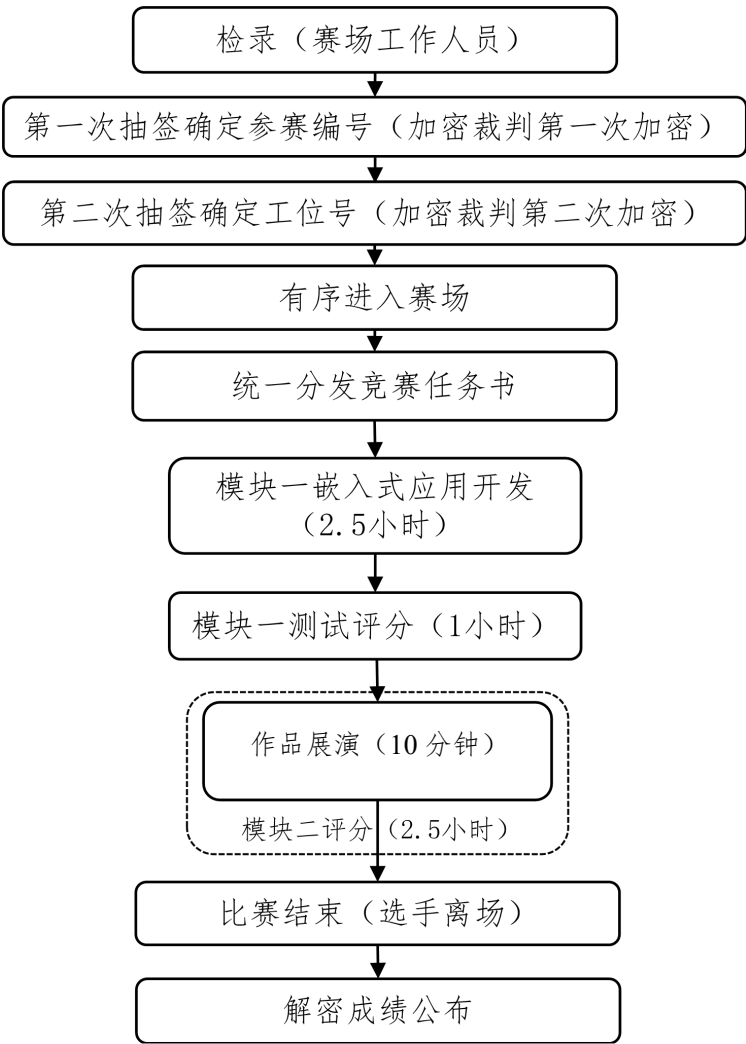 检录（赛场工作人员）
第一次抽签确定参赛编号（加密裁判第一次加密）
第二次抽签确定工位号（加密裁判第二次加密）
有序进入赛场
统一分发竞赛任务书
模块一嵌入式应用开发
（2.5小时）
模块一测试评分（1小时）
作品展演（10 分钟）
模块二评分（2.5小时）
比赛结束（选手离场）
解密成绩公布